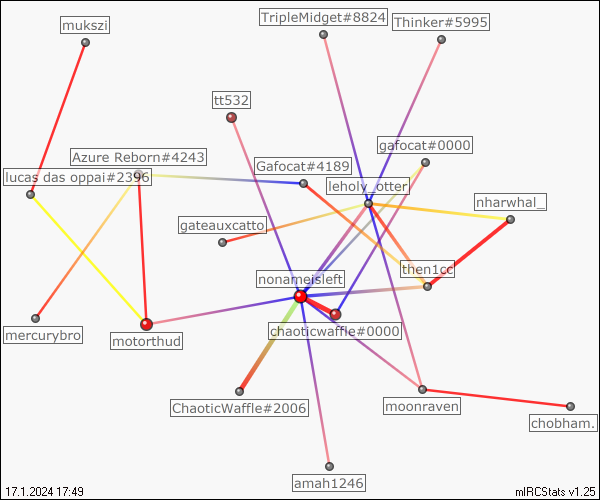 TripleMidget#8824
mukszi
Thinker#5995
tt532
gafocat#0000
Azure Reborn#4243
Gafocat#4189
lucas das oppai#2396
leholy_otter
nharwhal_
gateauxcatto
then1cc
nonameisleft
mercurybro
motorthud
chaoticwaffle#0000
ChaoticWaffle#2006
moonraven
chobham.
amah1246
17.1.2024 17:49
mIRCStats v1.25